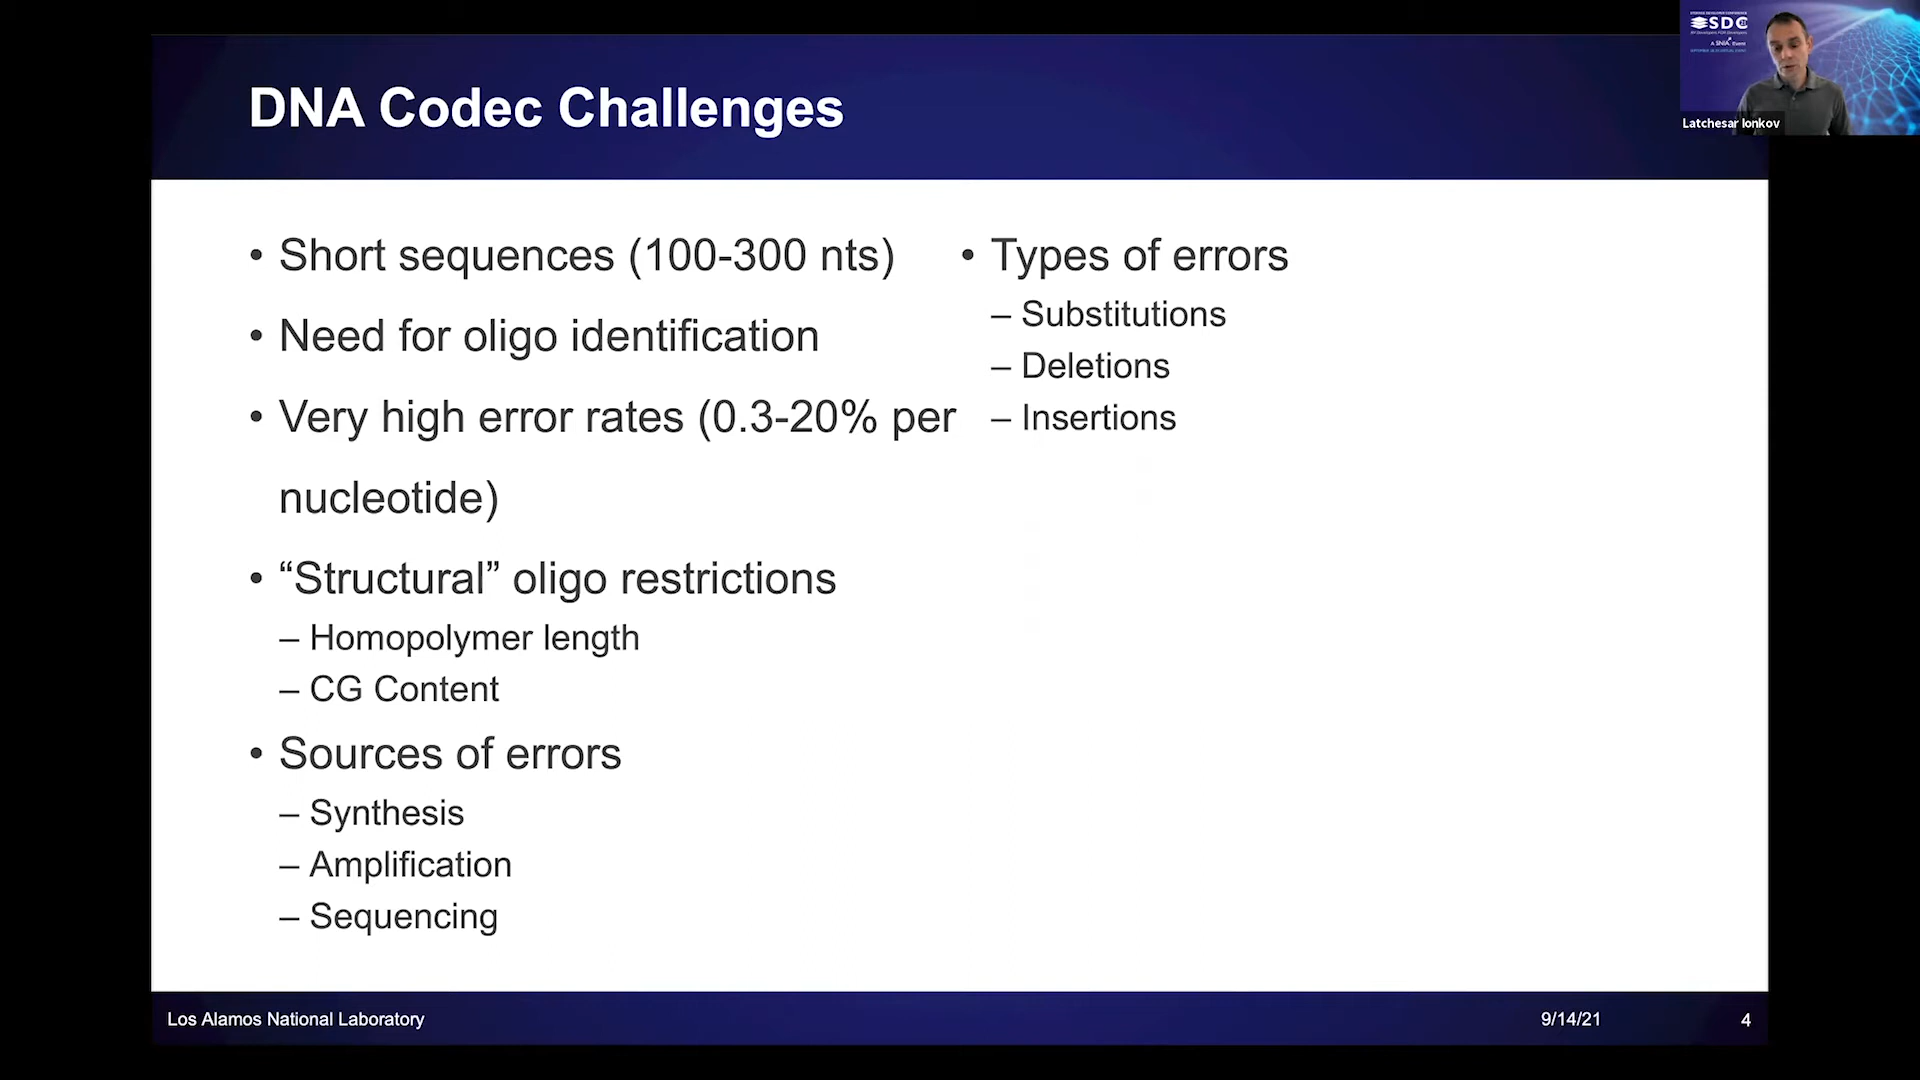 DNA Codec Challenges
• Short sequences (100-300 nts)
• Need for oligo identification
• Very high error rates (0.3-20% per
nucleotide)
• “Structural” oligo restrictions
– Homopolymer length
– CG Content
• Sources of errors
– Synthesis
– Amplification
– Sequencing
• Types of errors
– Substitutions
– Deletions
– Insertions
Los Alamos National Laboratory
9/14/21
4
SDC
A SNIA Event
Latchesar Ionkov